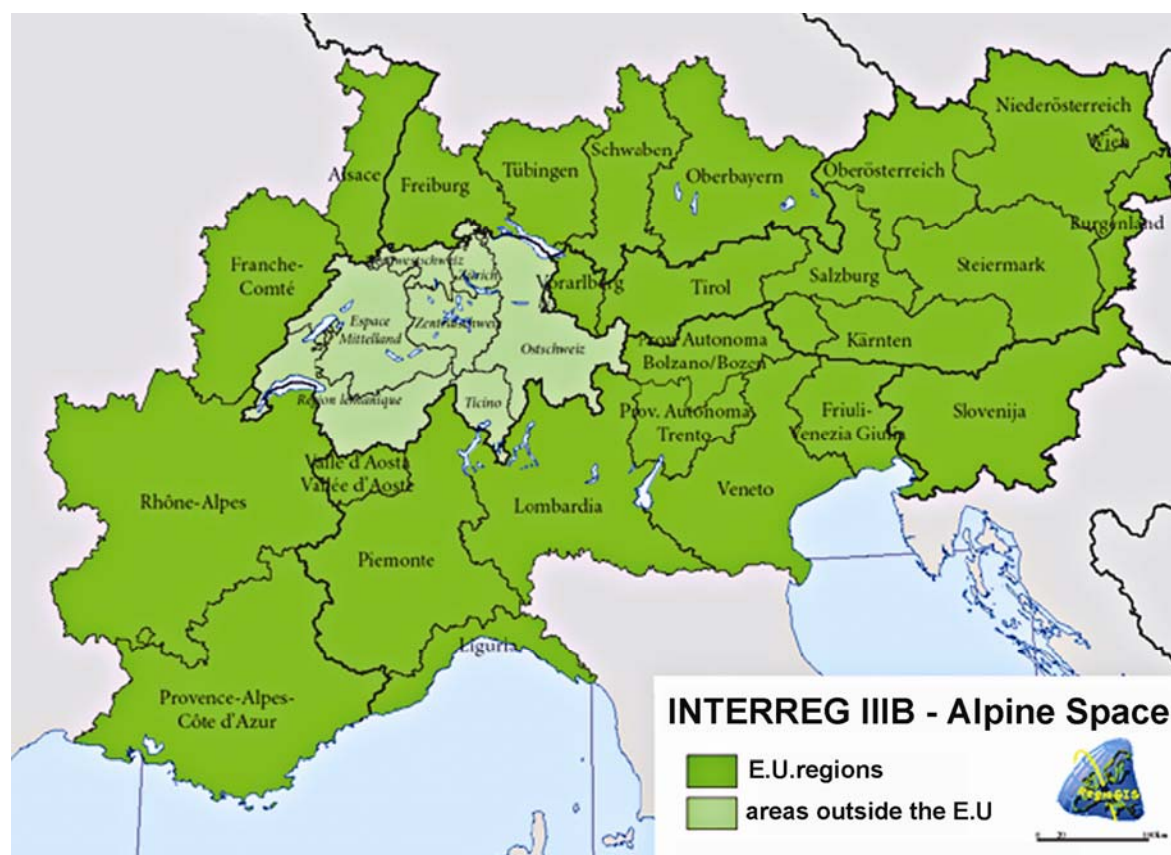 Niederösterreich
Wien
Schwaben
Tübingen
Oberbayern
Oberösterreich
Alsace
Freiburg
Burgenland
Franche-
Comté
Zürich
Vorarlberg
Tirol
Salzburg
Steiermark
Espace
Mittelland
Zentralschweiz
Ostschweiz
Prov. Autonoma
Bolzano/Bozen
Kärnten
Région lémanique
Ticino
Prov. Autonoma
Trento
Friuli-
Venezia Giulia
Slovenija
Valle d'Aosta
Vallée d'Aoste
Rhône-Alpes
Lombardia
Veneto
Piemonte
Liguria
Provence-Alpes-
Côte d'Azur
INTERREG IIIB - Alpine Space
E.U.regions
areas outside the E.U